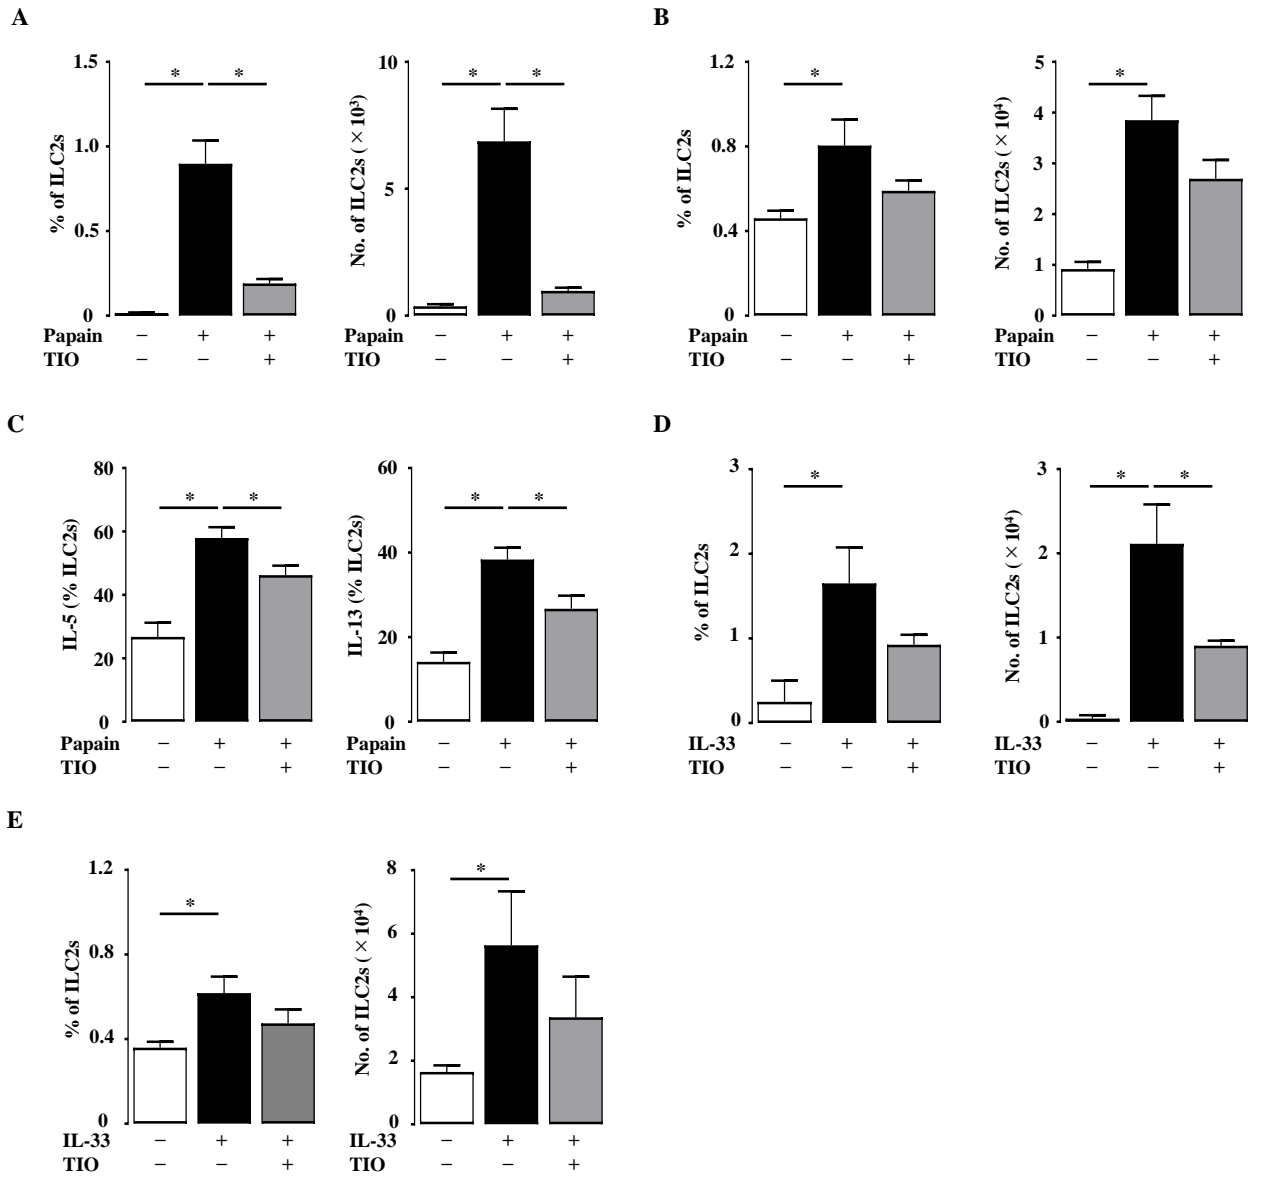 A
1.5
1.0
0.5
0
% of ILC2s
*
*
Papain − + +
TIO − − +
10
5
0
No. of ILC2s (×10³)
*
*
Papain − + +
TIO − − +
B
1.2
0.8
0.4
0
% of ILC2s
*
Papain − + +
TIO − − +
5
4
3
2
1
0
No. of ILC2s (×10⁴)
*
Papain − + +
TIO − − +
C
80
60
40
20
0
IL-5 (% ILC2s)
*
*
Papain − + +
TIO − − +
60
40
20
0
IL-13 (% ILC2s)
*
*
Papain − + +
TIO − − +
D
3
2
1
0
% of ILC2s
*
IL-33 − + +
TIO − − +
3
2
1
0
No. of ILC2s (×10⁴)
*
*
IL-33 − + +
TIO − − +
E
1.2
0.8
0.4
0
% of ILC2s
*
IL-33 − + +
TIO − − +
8
6
4
2
0
No. of ILC2s (×10⁴)
*
IL-33 − + +
TIO − − +